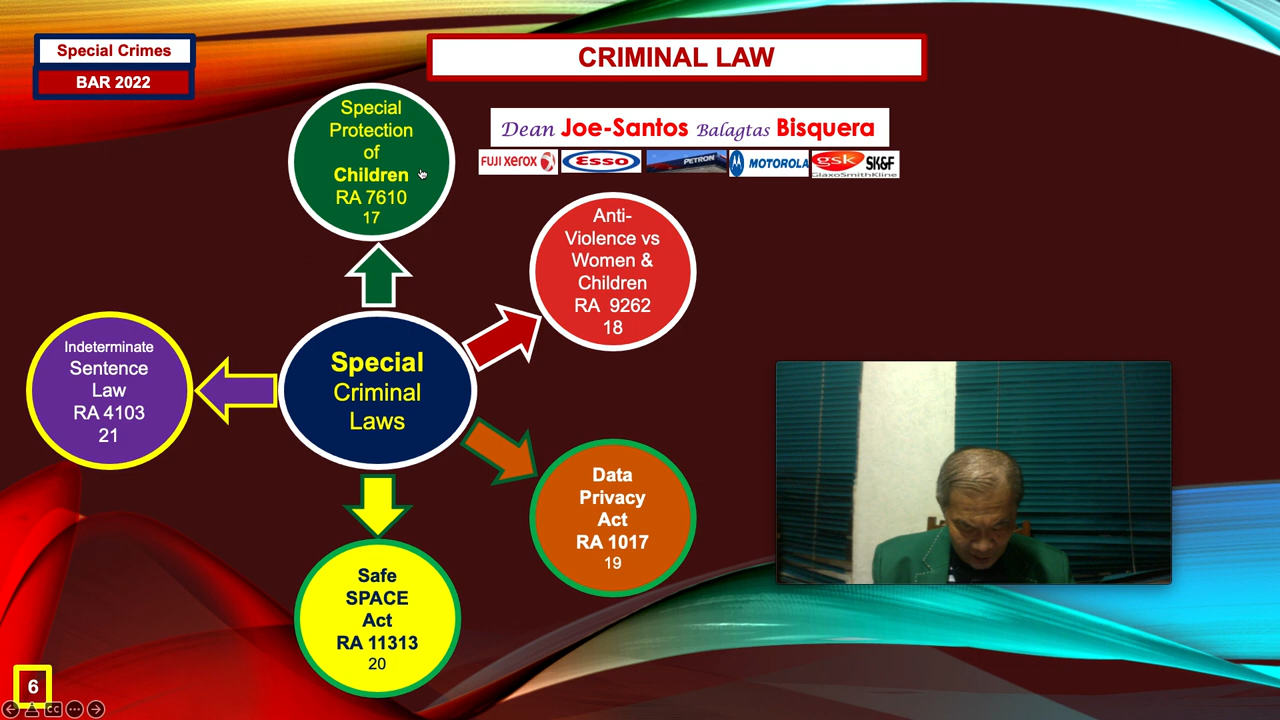 Special Crimes
BAR 2022
CRIMINAL LAW
Dean Joe-Santos Balagtas Bisquera
FUJI XEROX
Esso
PETRON
MOTOROLA
gsk SK&F
GlaxoSmithKline
Special
Protection
of
Children
RA 7610
17
Anti-
Violence vs
Women &
Children
RA 9262
18
Indeterminate
Sentence
Law
RA 4103
21
Special
Criminal
Laws
Data
Privacy
Act
RA 1017
19
Safe
SPACE
Act
RA 11313
20
6
CC